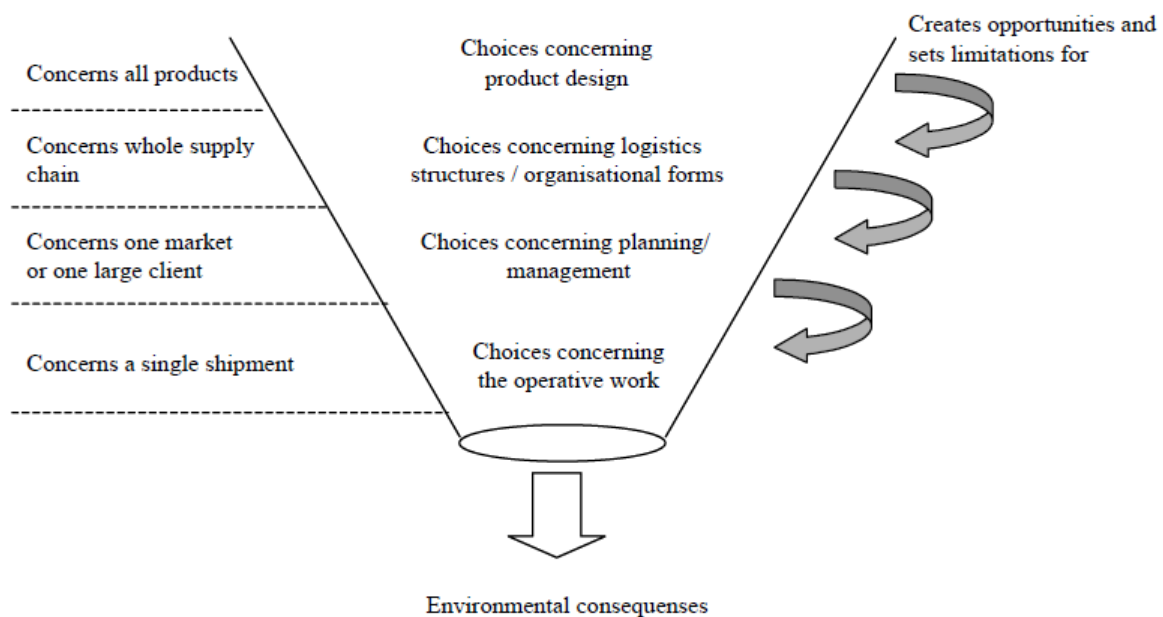 Creates opportunities and
sets limitations for
Choices concerning
product design
Concerns all products
Concerns whole supply
chain
Choices concerning logistics
structures / organisational forms
Concerns one market
or one large client
Choices concerning planning/
management
Concerns a single shipment
Choices concerning
the operative work
Environmental consequenses